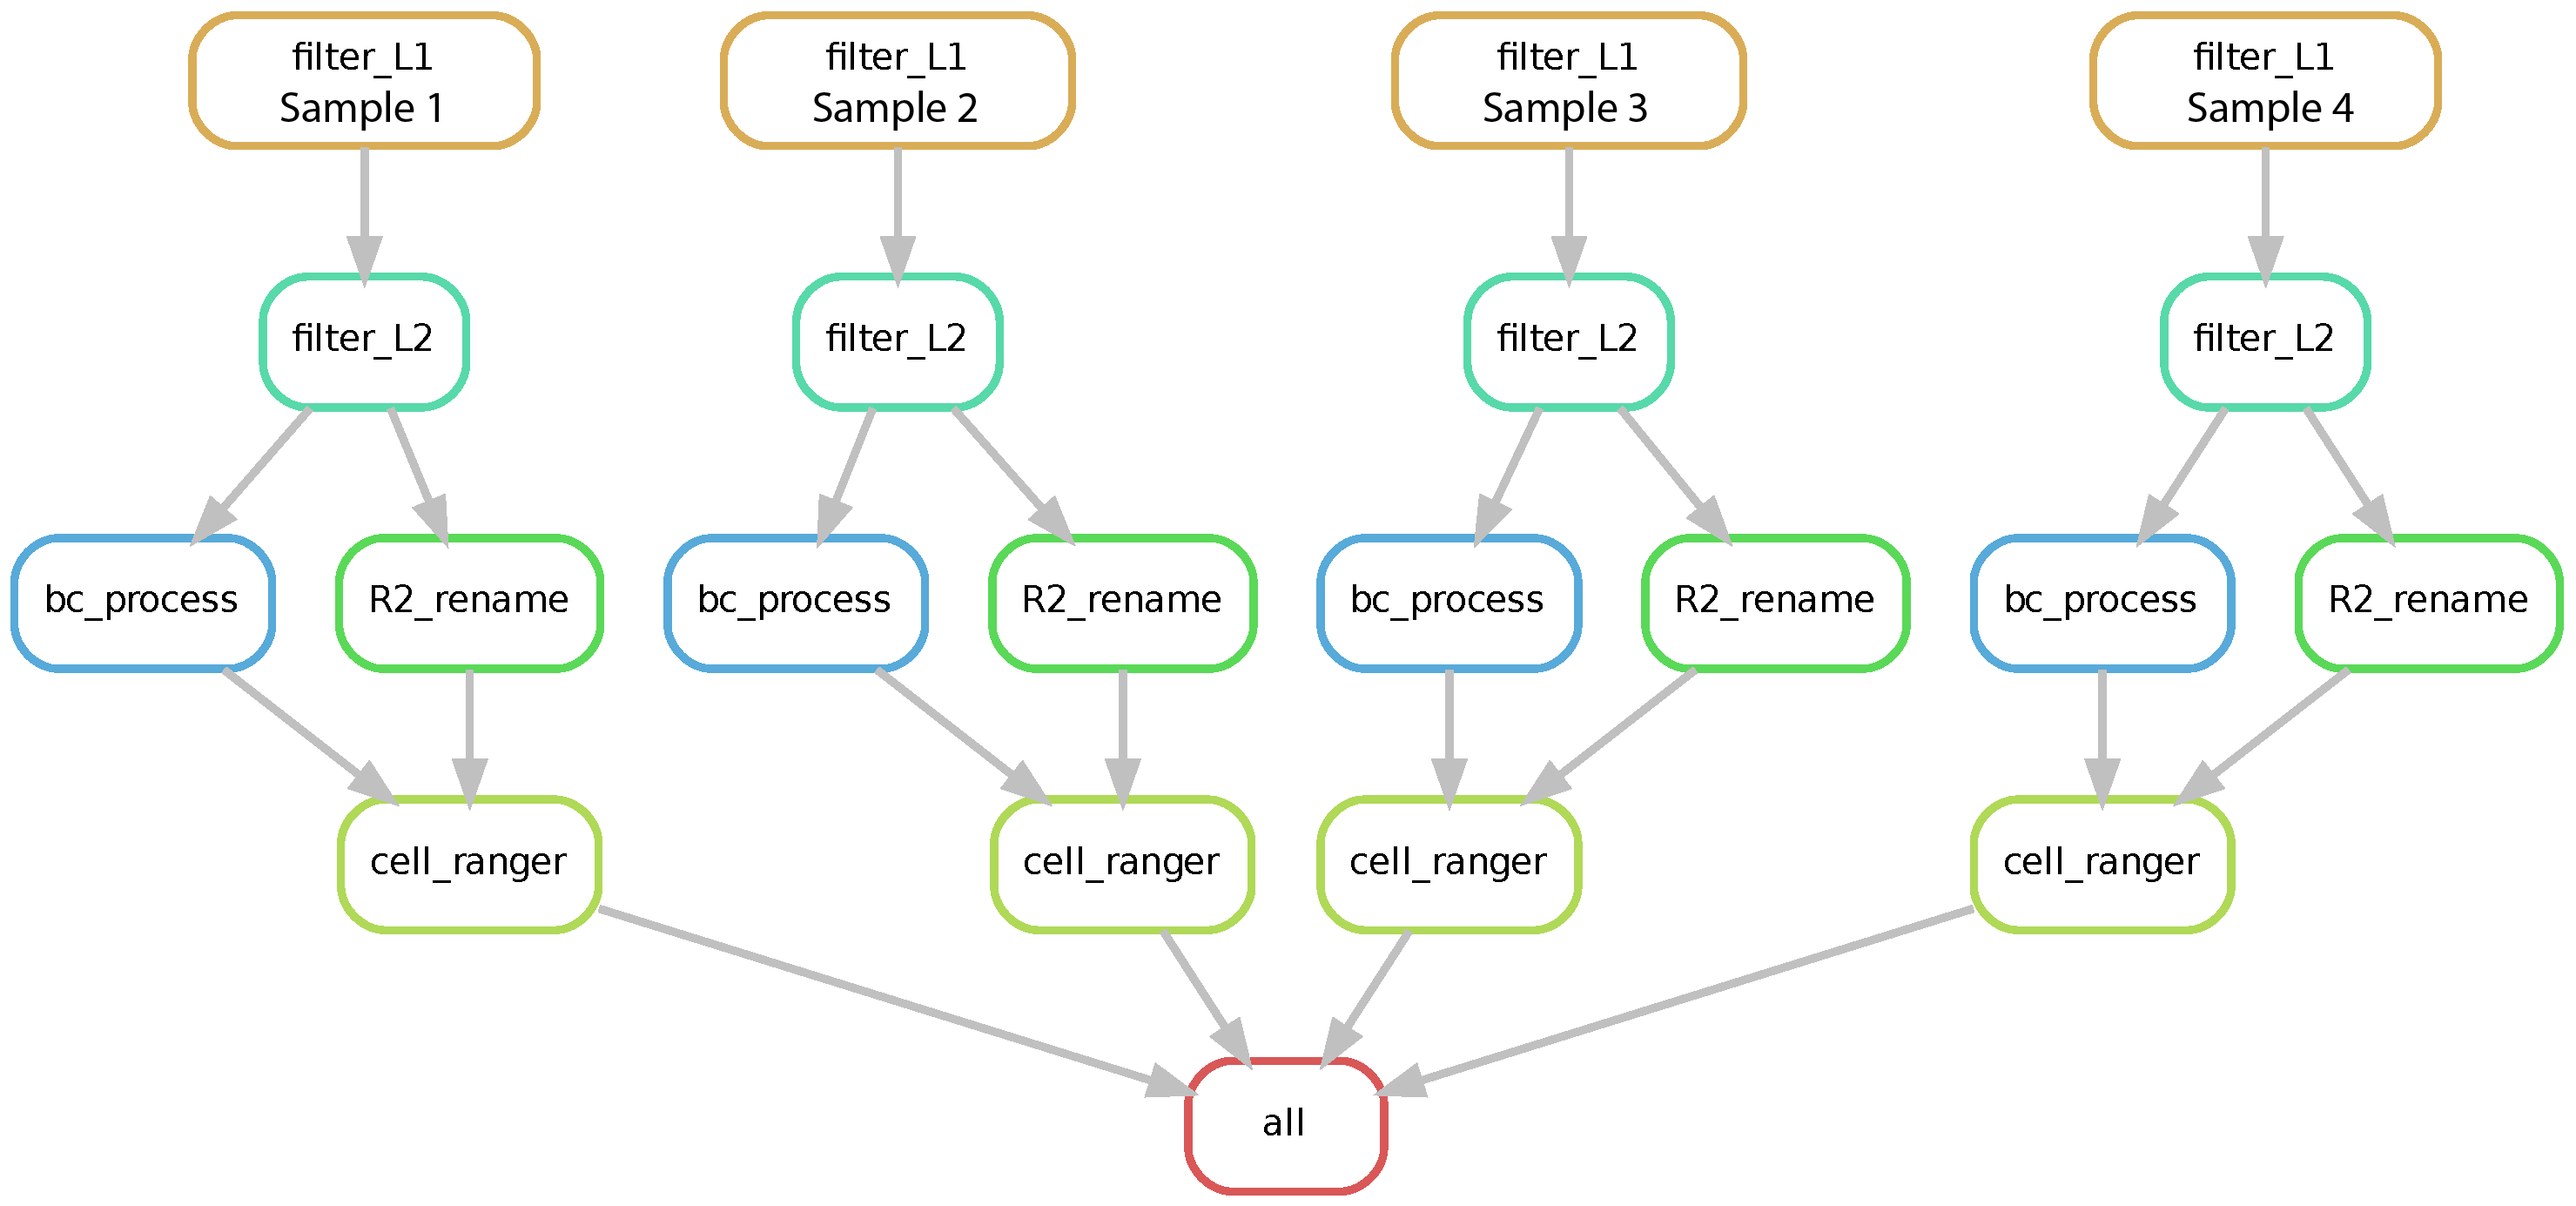 filter_L1
Sample 1
filter_L1
Sample 2
filter_L1
Sample 3
filter_L1
Sample 4
filter_L2
filter_L2
filter_L2
filter_L2
bc_process
R2_rename
bc_process
R2_rename
bc_process
R2_rename
bc_process
R2_rename
cell_ranger
cell_ranger
cell_ranger
cell_ranger
all